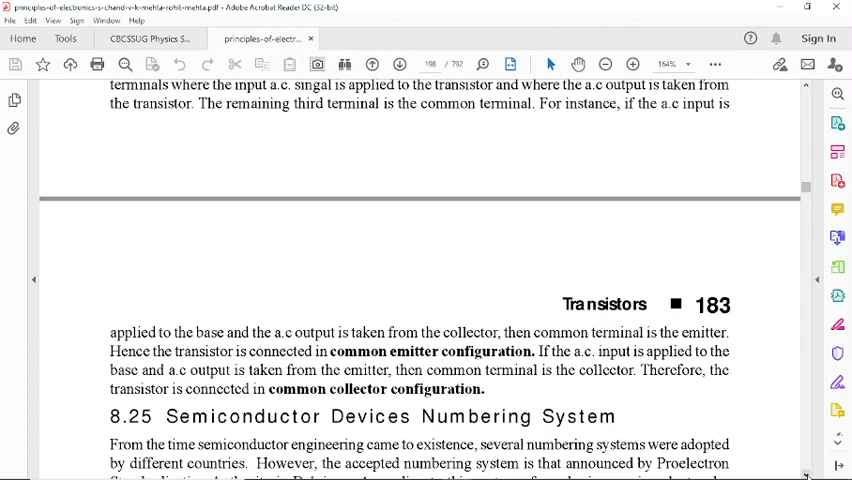 principles-of-electronics-s-chand-v-k-mehta-rohit-mehta.pdf - Adobe Acrobat Reader DC (32-bit)
File Edit View Sign Window Help
Home Tools CBCSSUG Physics S... princliples-of-electr... × Sign In
198 / 792 164%
terminals where the input a.c. singal is applied to the transistor and where the a.c output is taken from
the transistor. The remaining third terminal is the common terminal. For instance, if the a.c input is
Transistors ■ 183
applied to the base and the a.c output is taken from the collector, then common terminal is the emitter.
Hence the transistor is connected in common emitter configuration. If the a.c. input is applied to the
base and a.c output is taken from the emitter, then common terminal is the collector. Therefore, the
transistor is connected in common collector configuration.
8.25 Semiconductor Devices Numbering System
From the time semiconductor engineering came to existence, several numbering systems were adopted
by different countries. However, the accepted numbering system is that announced by Proelectron